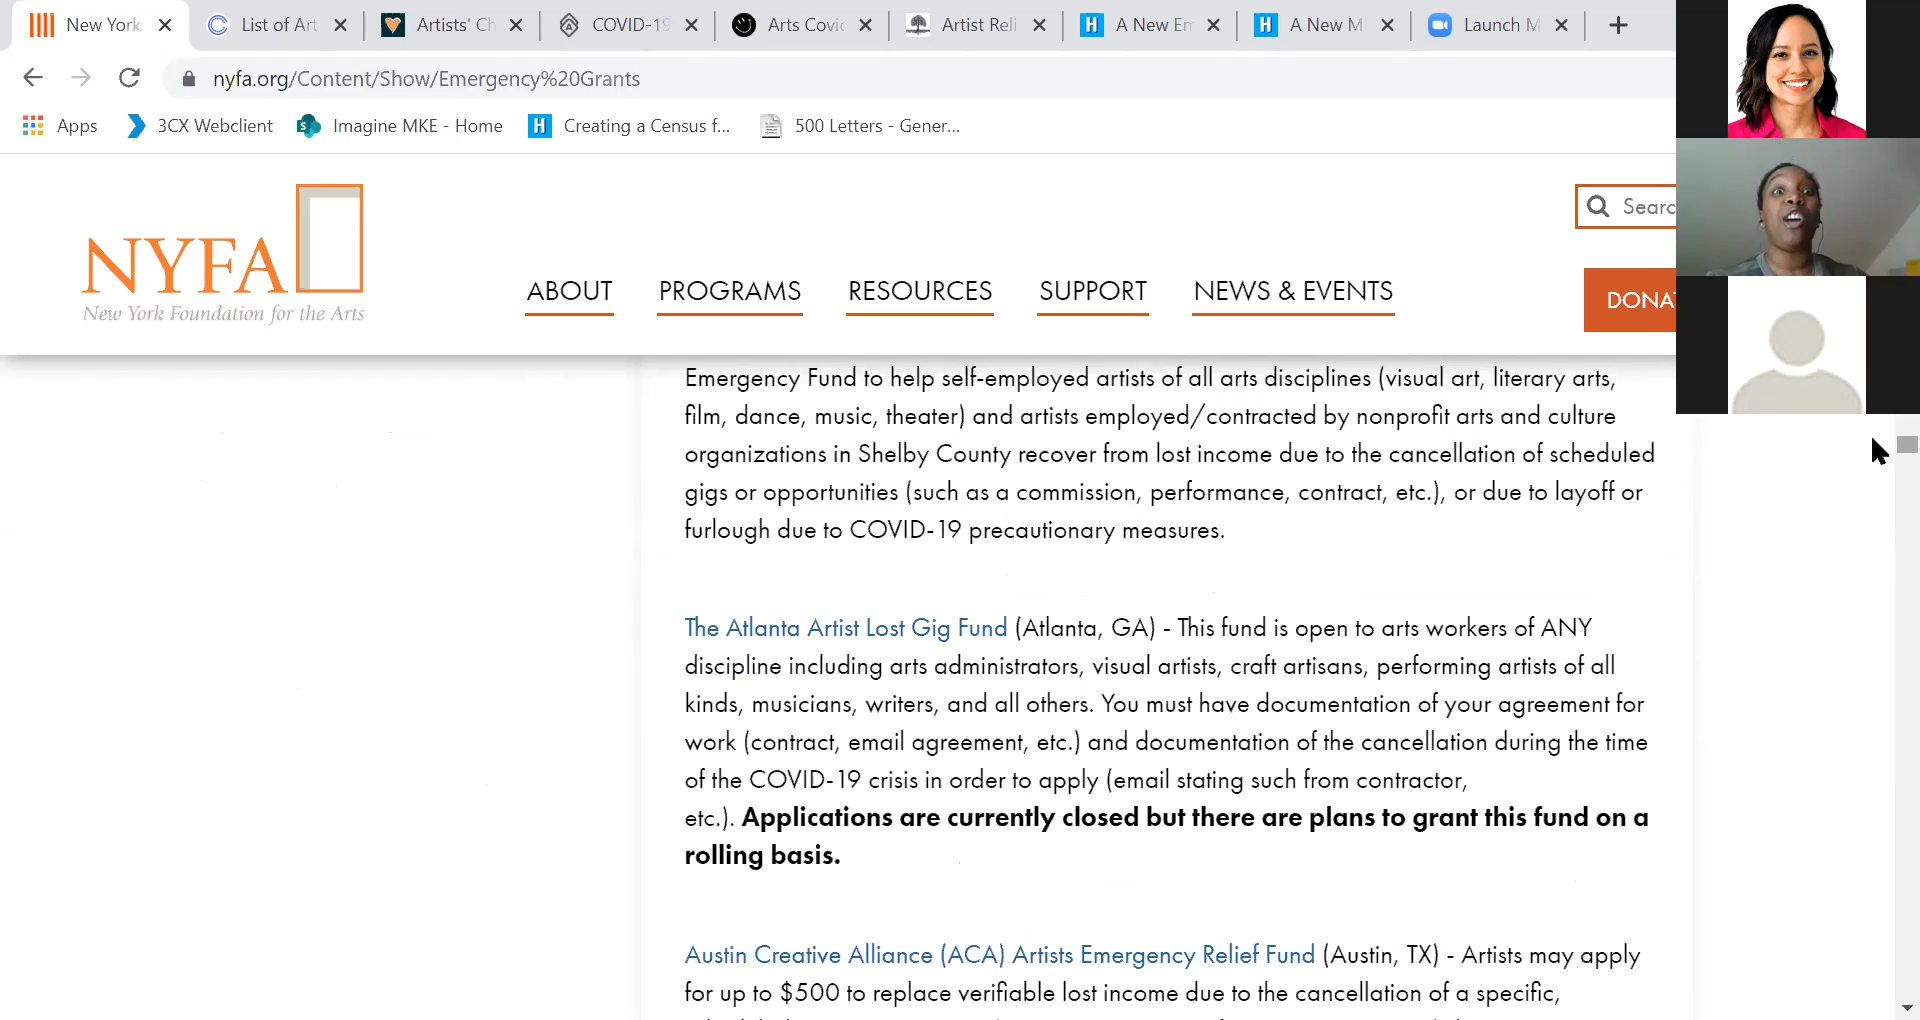 New York
List of Art
Artists' Ch
COVID-19
Arts Covid
Artist Reli
A New Em
A New M
Launch M
nyfa.org/Content/Show/Emergency%20Grants
Apps
3CX Webclient
Imagine MKE - Home
Creating a Census f...
500 Letters - Gener...
NYFA
New York Foundation for the Arts
ABOUT
PROGRAMS
RESOURCES
SUPPORT
NEWS & EVENTS
Searc
DONAT
Emergency Fund to help self-employed artists of all arts disciplines (visual art, literary arts,
film, dance, music, theater) and artists employed/contracted by nonprofit arts and culture
organizations in Shelby County recover from lost income due to the cancellation of scheduled
gigs or opportunities (such as a commission, performance, contract, etc.), or due to layoff or
furlough due to COVID-19 precautionary measures.
The Atlanta Artist Lost Gig Fund (Atlanta, GA) - This fund is open to arts workers of ANY
discipline including arts administrators, visual artists, craft artisans, performing artists of all
kinds, musicians, writers, and all others. You must have documentation of your agreement for
work (contract, email agreement, etc.) and documentation of the cancellation during the time
of the COVID-19 crisis in order to apply (email stating such from contractor,
etc.). Applications are currently closed but there are plans to grant this fund on a
rolling basis.
Austin Creative Alliance (ACA) Artists Emergency Relief Fund (Austin, TX) - Artists may apply
for up to $500 to replace verifiable lost income due to the cancellation of a specific,